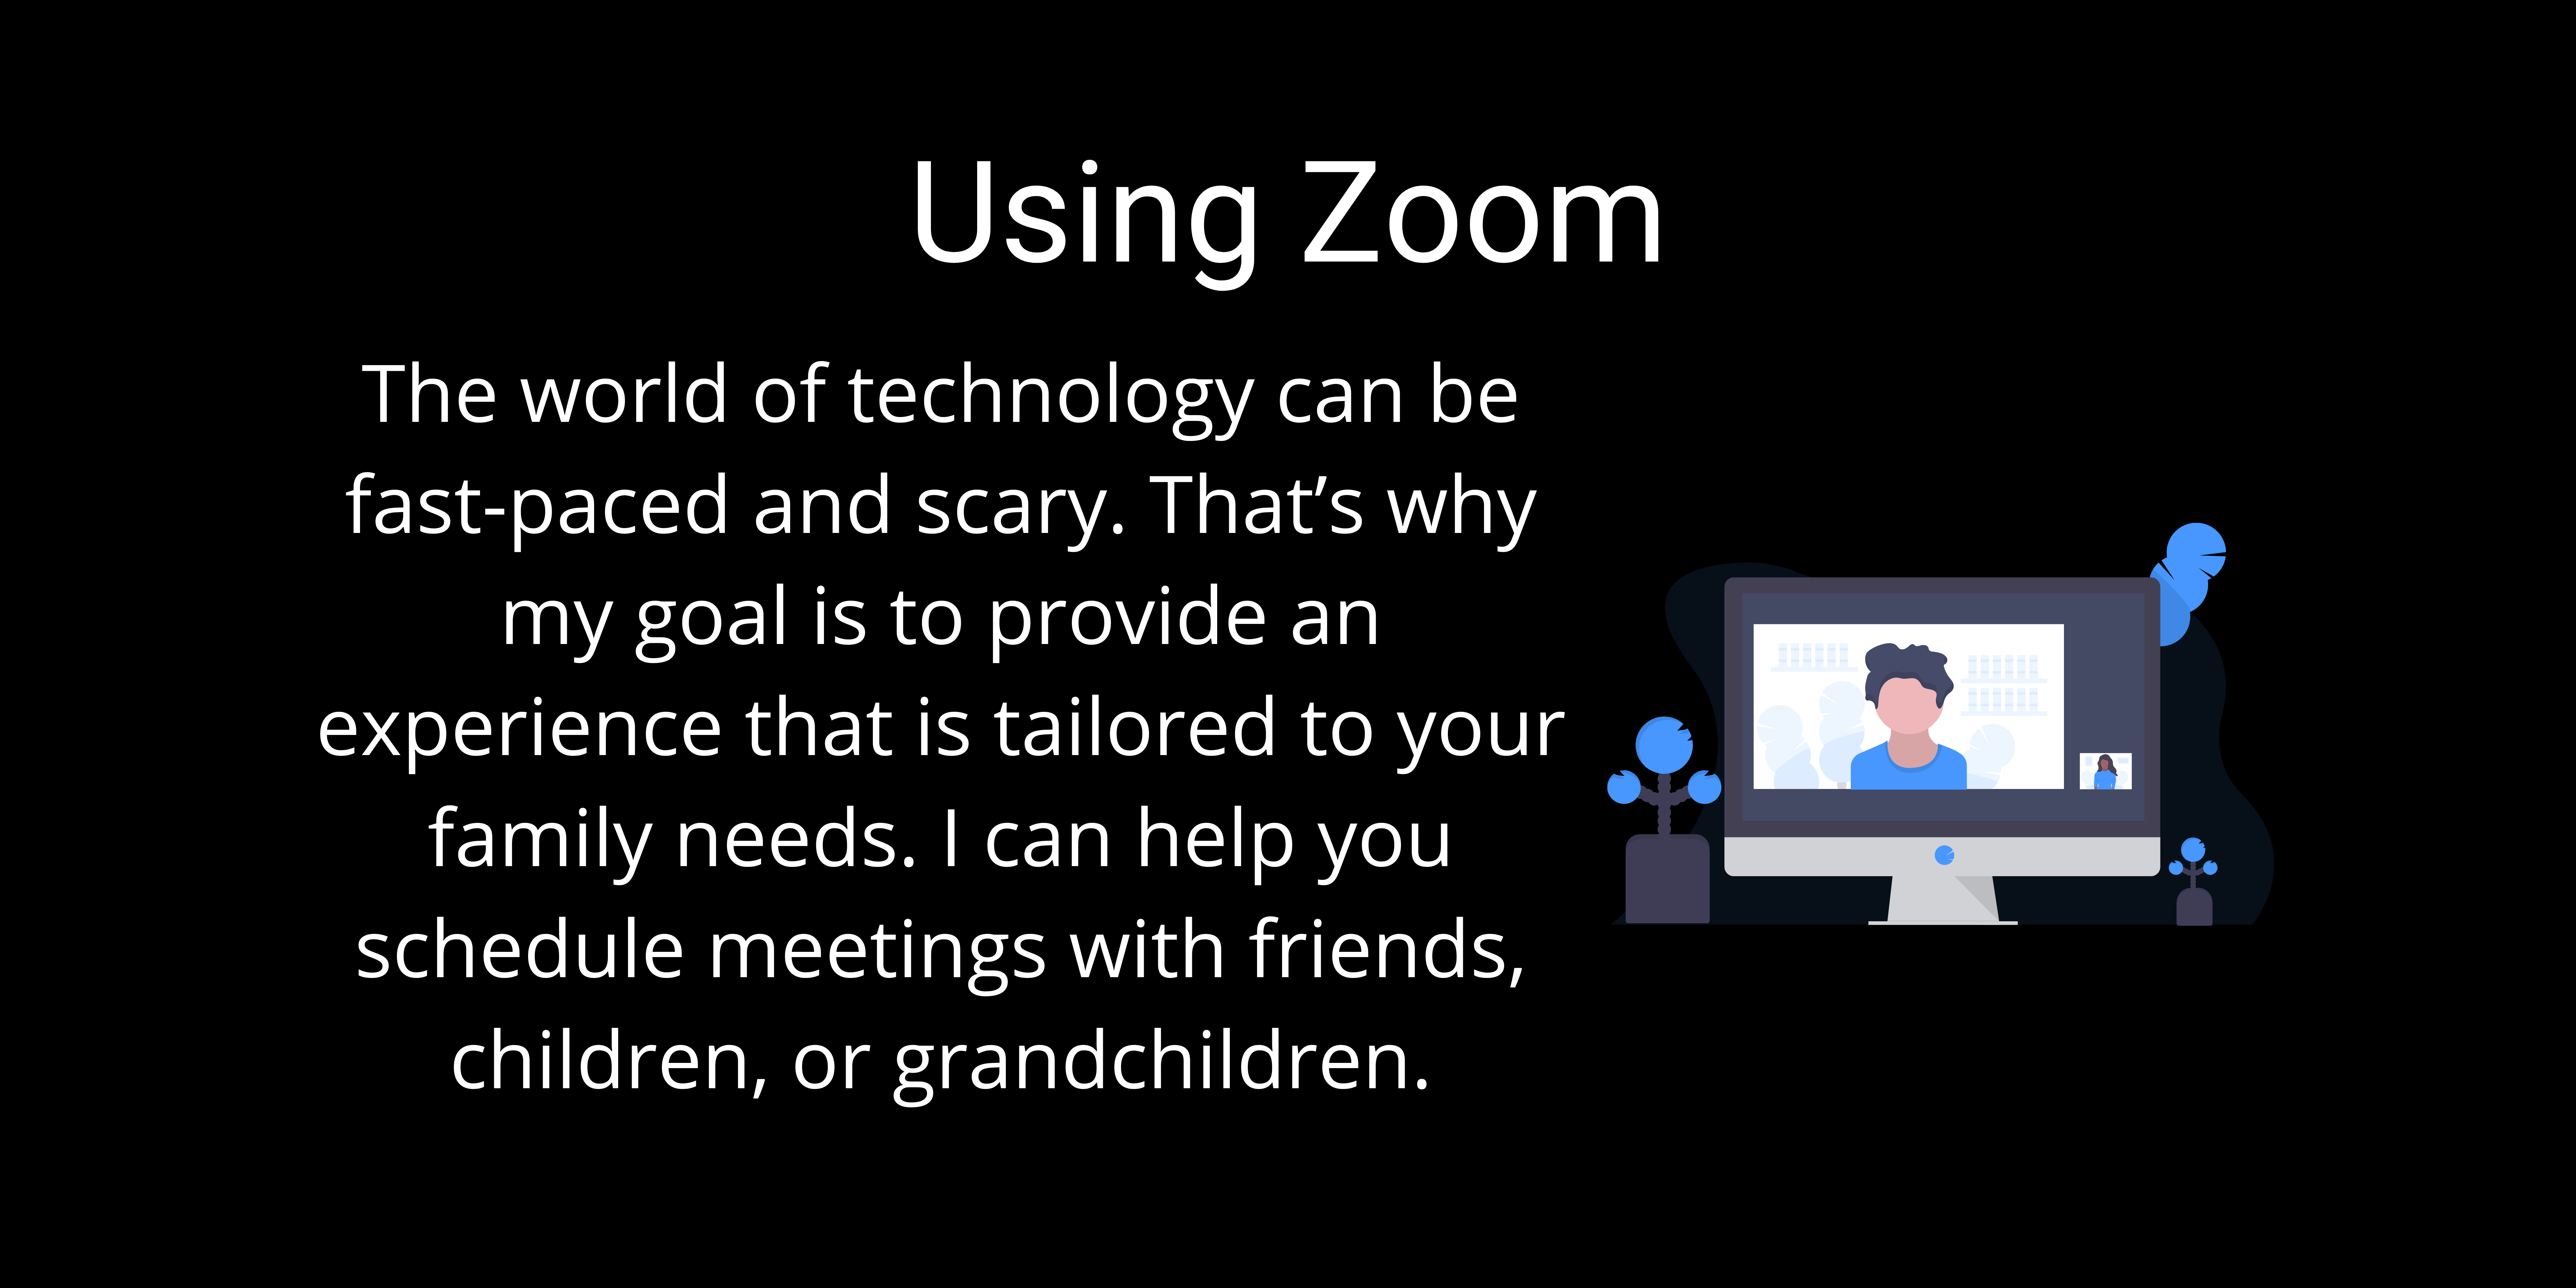 Using Zoom
The world of technology can be
fast-paced and scary. That’s why
my goal is to provide an
experience that is tailored to your
family needs. I can help you
schedule meetings with friends,
children, or grandchildren.